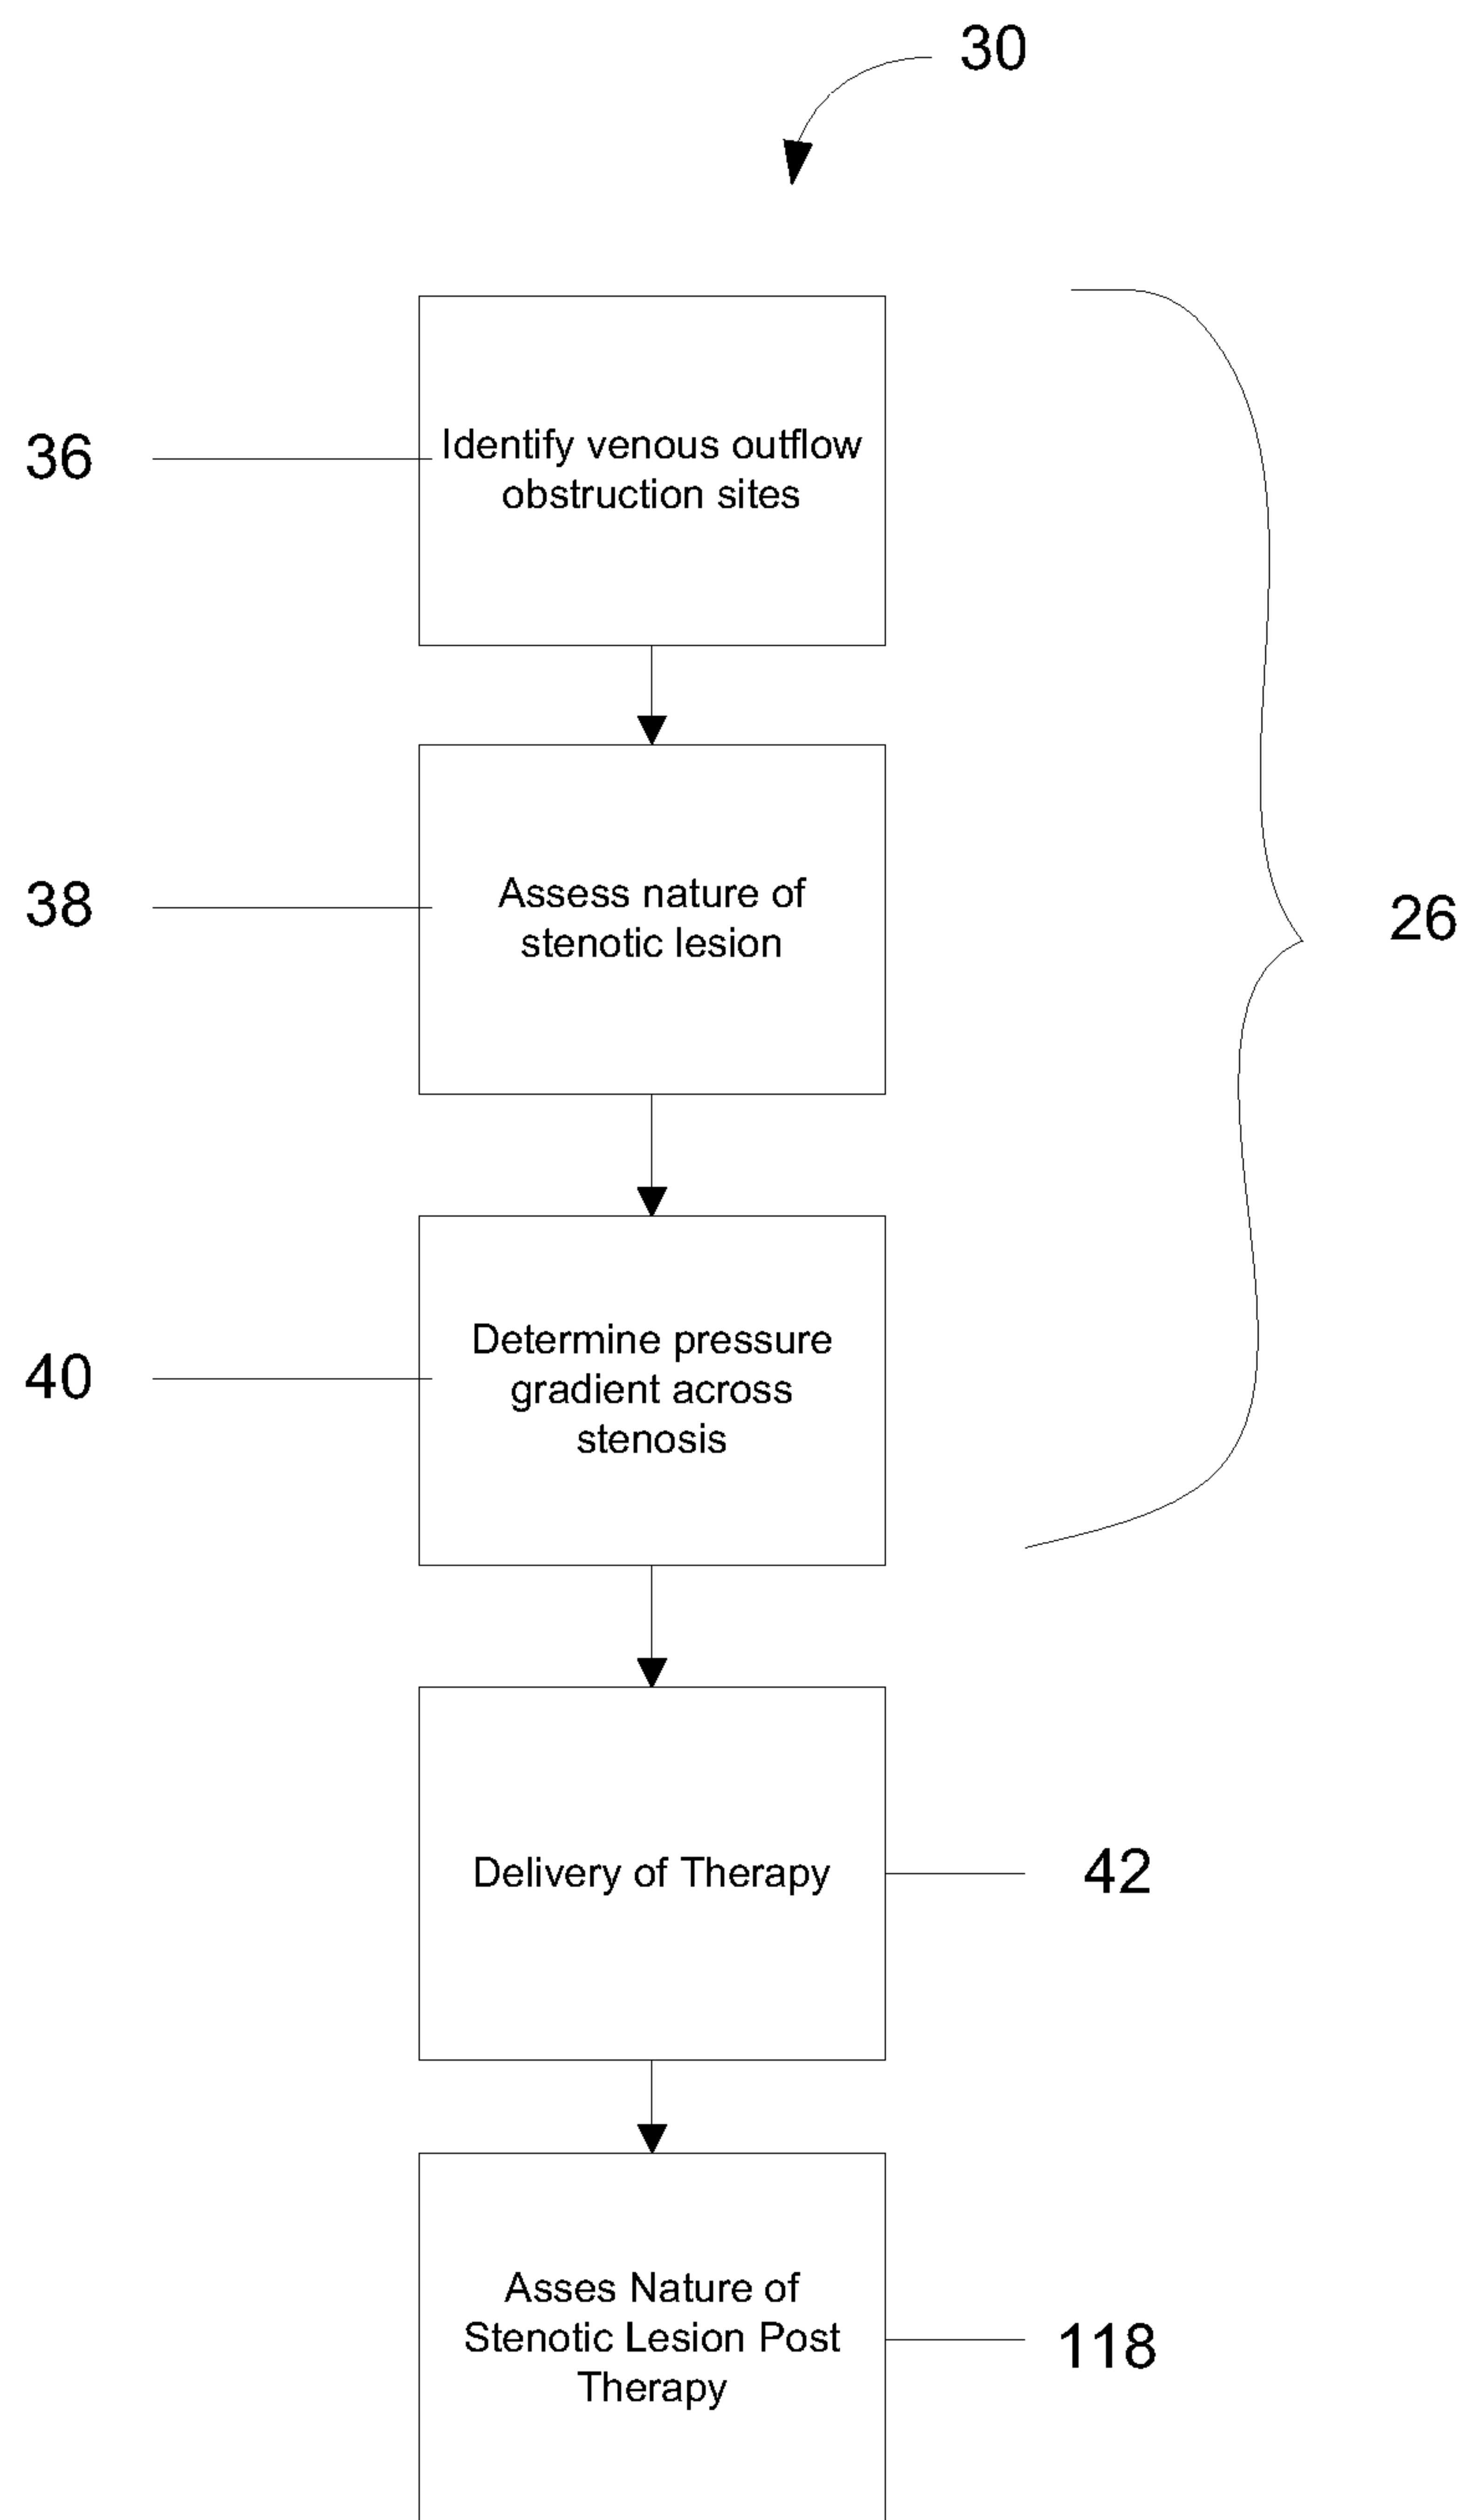 30
36
Identify venous outflow
obstruction sites
38
Assess nature of
stenotic lesion
26
40
Determine pressure
gradient across
stenosis
Delivery of Therapy
42
Asses Nature of
Stenotic Lesion Post
Therapy
118